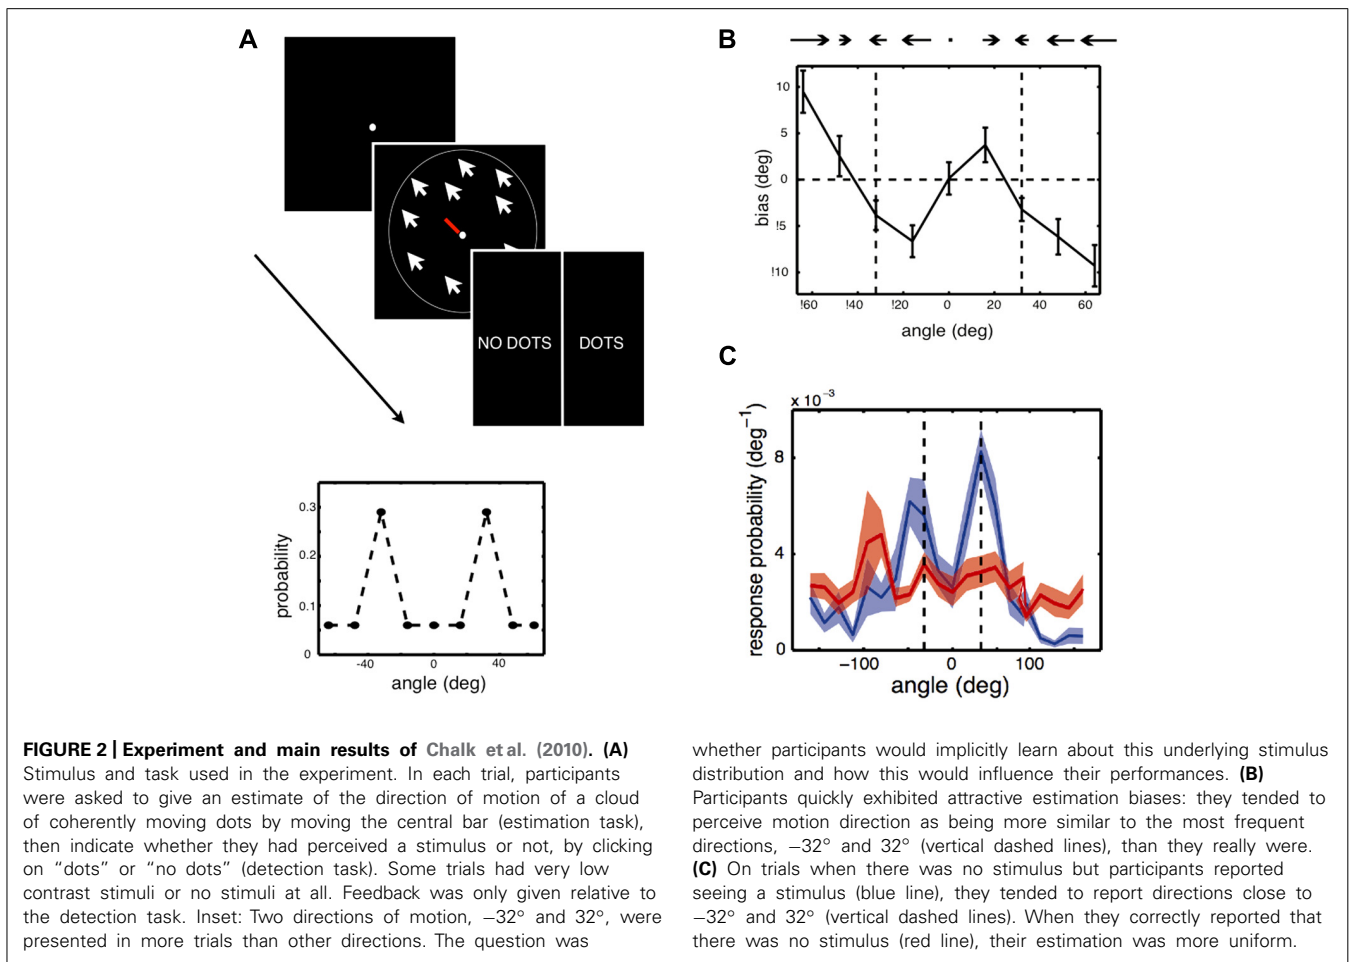 A
NO DOTS
DOTS
0.3
0.2
0.1
0
probability
-40
0
40
angle (deg)
B
10
5
0
!5
!10
bias (deg)
!60
!40
!20
0
20
40
60
angle (deg)
C
x 10⁻³
8
4
0
response probability (deg⁻¹)
−100
0
100
angle (deg)
FIGURE 2 | Experiment and main results of Chalk et al. (2010). (A)
Stimulus and task used in the experiment. In each trial, participants
were asked to give an estimate of the direction of motion of a cloud
of coherently moving dots by moving the central bar (estimation task),
then indicate whether they had perceived a stimulus or not, by clicking
on “dots” or “no dots” (detection task). Some trials had very low
contrast stimuli or no stimuli at all. Feedback was only given relative to
the detection task. Inset: Two directions of motion, −32° and 32°, were
presented in more trials than other directions. The question was
whether participants would implicitly learn about this underlying stimulus
distribution and how this would influence their performances. (B)
Participants quickly exhibited attractive estimation biases: they tended to
perceive motion direction as being more similar to the most frequent
directions, −32° and 32° (vertical dashed lines), than they really were.
(C) On trials when there was no stimulus but participants reported
seeing a stimulus (blue line), they tended to report directions close to
−32° and 32° (vertical dashed lines). When they correctly reported that
there was no stimulus (red line), their estimation was more uniform.